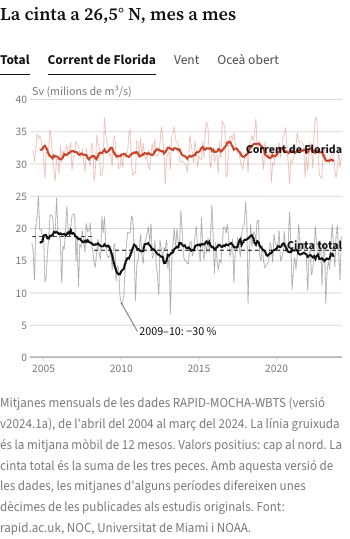 La cinta a 26,5° N, mes a mes
Total Corrent de Florida Vent Oceà obert
Sv (milions de m³/s)
40
35
Corrent de Florida
30
25
20
Cinta total
15
10
5
2009–10: −30 %
0
2005 2010 2015 2020
Mitjanes mensuals de les dades RAPID-MOCHA-WBTS (versió
v2024.1a), de l'abril del 2004 al març del 2024. La línia gruixuda
és la mitjana mòbil de 12 mesos. Valors positius: cap al nord. La
cinta total és la suma de les tres peces. Amb aquesta versió de
les dades, les mitjanes d'alguns períodes difereixen unes
dècimes de les publicades als estudis originals. Font:
rapid.ac.uk, NOC, Universitat de Miami i NOAA.